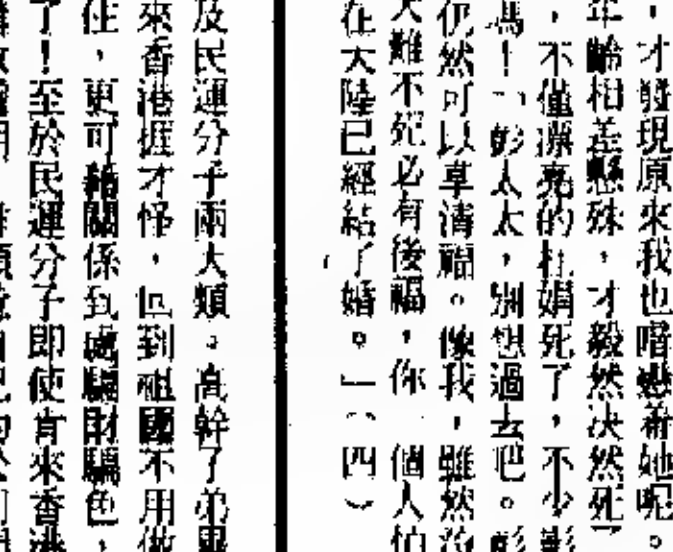 ，才發現原來我也暗戀着她呢。
年齡相差懸殊，才毅然決然死
，不僅漂亮的杜娟死了，不少影
嗎！「彭太太，別想過去吧。彭
仍然可以享清福。像我，雖然沒
大難不死必有後福，你一個人怕
在大陸已經結了婚。」（四）
及民運分子兩大類。高幹子弟
來香港捱才怪，回到祖國不用做
住，更可藉關係到處騙財騙色，
了！至於民運分子即使肯來香港